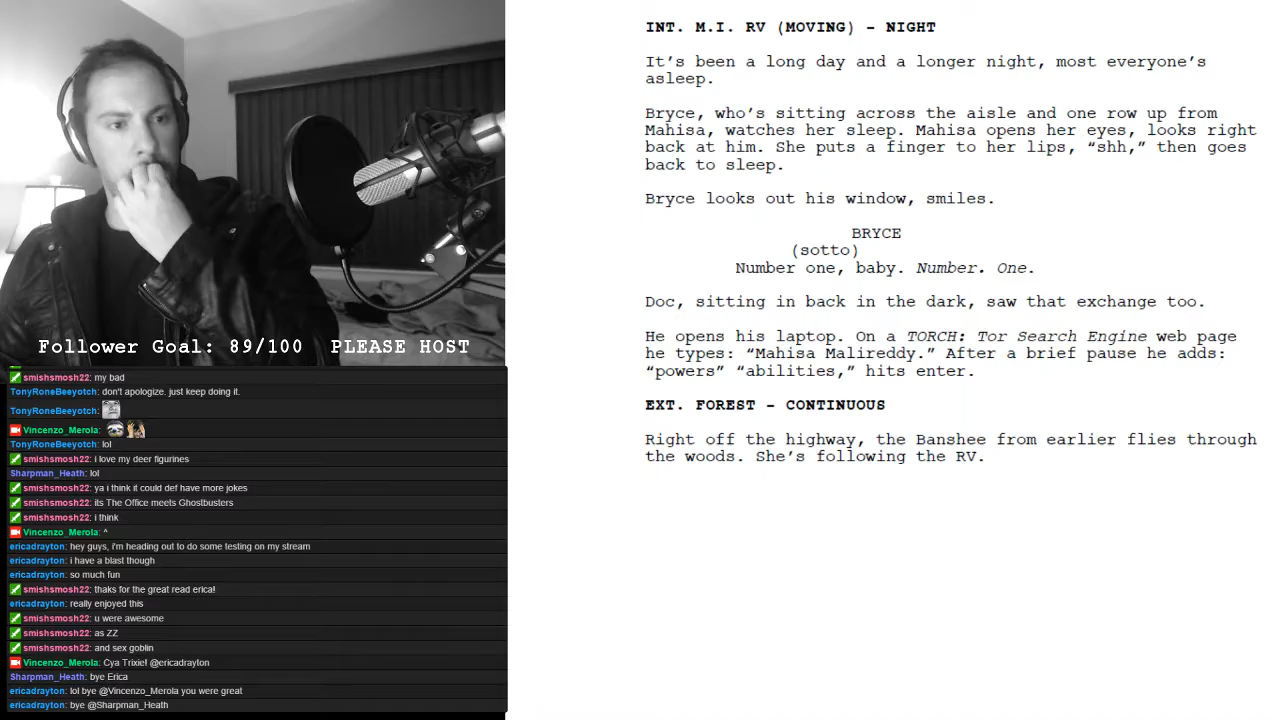 INT. M.I. RV (MOVING) – NIGHT
It’s been a long day and a longer night, most everyone’s
asleep.
Bryce, who’s sitting across the aisle and one row up from
Mahisa, watches her sleep. Mahisa opens her eyes, looks right
back at him. She puts a finger to her lips, “shh,” then goes
back to sleep.
Bryce looks out his window, smiles.
BRYCE
(sotto)
Number one, baby. Number. One.
Doc, sitting in back in the dark, saw that exchange too.
He opens his laptop. On a TORCH: Tor Search Engine web page
he types: “Mahisa Malireddy.” After a brief pause he adds:
“powers” “abilities,” hits enter.
EXT. FOREST – CONTINUOUS
Right off the highway, the Banshee from earlier flies through
the woods. She’s following the RV.
Follower Goal: 89/100 PLEASE HOST
smishsmosh22: my bad
TonyRoneBeeyotch: don't apologize. just keep doing it.
TonyRoneBeeyotch:
Vincenzo_Merola:
TonyRoneBeeyotch: lol
smishsmosh22: i love my deer figurines
Sharpman_Heath: lol
smishsmosh22: ya i think it could def have more jokes
smishsmosh22: its The Office meets Ghostbusters
smishsmosh22: i think
Vincenzo_Merola: ^
ericadrayton: hey guys, i'm heading out to do some testing on my stream
ericadrayton: i have a blast though
ericadrayton: so much fun
smishsmosh22: thaks for the great read erica!
ericadrayton: really enjoyed this
smishsmosh22: u were awesome
smishsmosh22: as ZZ
smishsmosh22: and sex goblin
Vincenzo_Merola: Cya Trixie! @ericadrayton
Sharpman_Heath: bye Erica
ericadrayton: lol bye @Vincenzo_Merola you were great
ericadrayton: bye @Sharpman_Heath